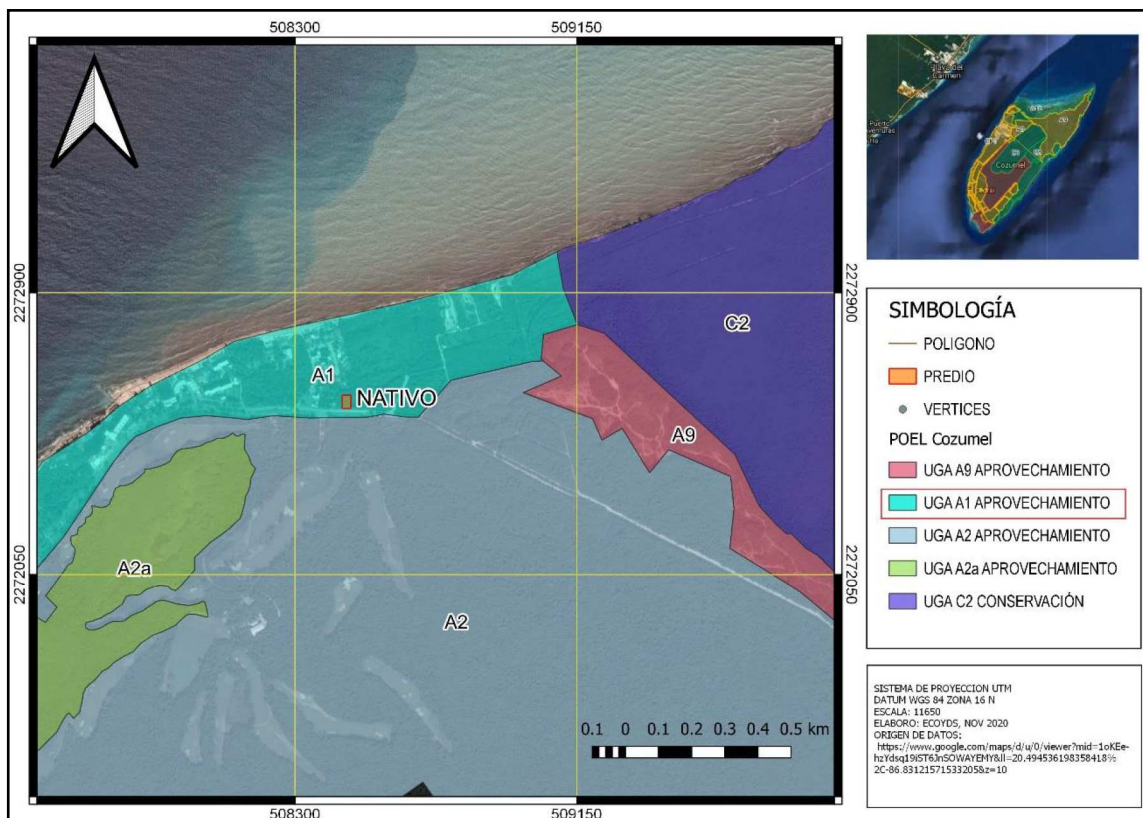 508300
509150
2272900
2272900
C2
A1
NATIVO
A9
2272050
2272050
A2a
A2
0.1 0 0.1 0.2 0.3 0.4 0.5 km
508300
509150
Cozumel
SIMBOLOGÍA
POLIGONO
PREDIO
VERTICES
POEL Cozumel
UGA A9 APROVECHAMIENTO
UGA A1 APROVECHAMIENTO
UGA A2 APROVECHAMIENTO
UGA A2a APROVECHAMIENTO
UGA C2 CONSERVACIÓN
SISTEMA DE PROYECCION UTM
DATUM WGS 84 ZONA 16 N
ESCALA: 11650
ELABORO: ECOYDS, NOV 2020
ORIGEN DE DATOS: